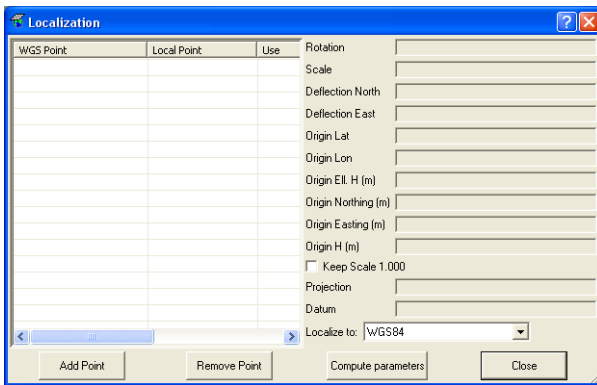 Localization
WGS Point Local Point Use
Rotation
Scale
Deflection North
Deflection East
Origin Lat
Origin Lon
Origin Ell. H (m)
Origin Northing (m)
Origin Easting (m)
Origin H (m)
Keep Scale 1.000
Projection
Datum
Localize to: WGS84
Add Point Remove Point Compute parameters Close